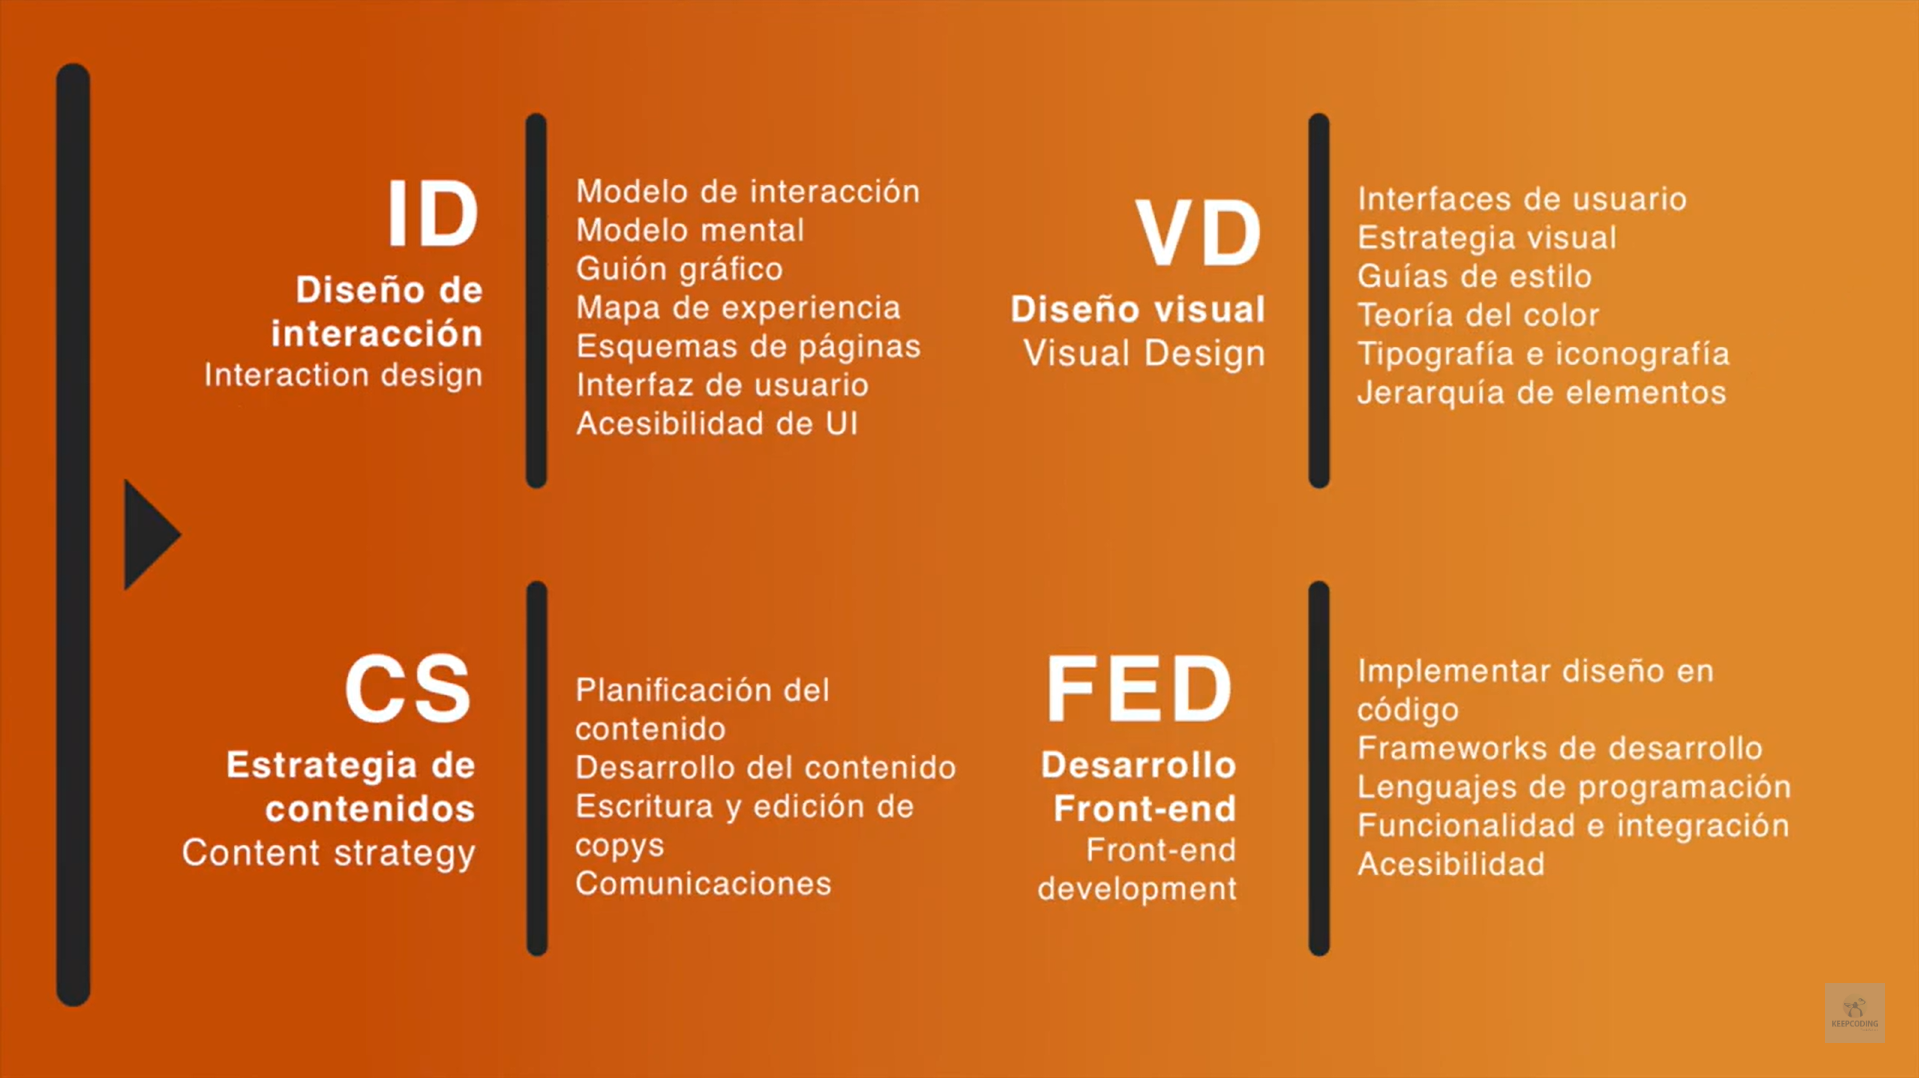 ID
Diseño de
interacción
Interaction design
Modelo de interacción
Modelo mental
Guión gráfico
Mapa de experiencia
Esquemas de páginas
Interfaz de usuario
Acesibilidad de UI
VD
Diseño visual
Visual Design
Interfaces de usuario
Estrategia visual
Guías de estilo
Teoría del color
Tipografía e iconografía
Jerarquía de elementos
CS
Estrategia de
contenidos
Content strategy
Planificación del
contenido
Desarrollo del contenido
Escritura y edición de
copys
Comunicaciones
FED
Desarrollo
Front-end
Front-end
development
Implementar diseño en
código
Frameworks de desarrollo
Lenguajes de programación
Funcionalidad e integración
Acesibilidad
KEEPCODING